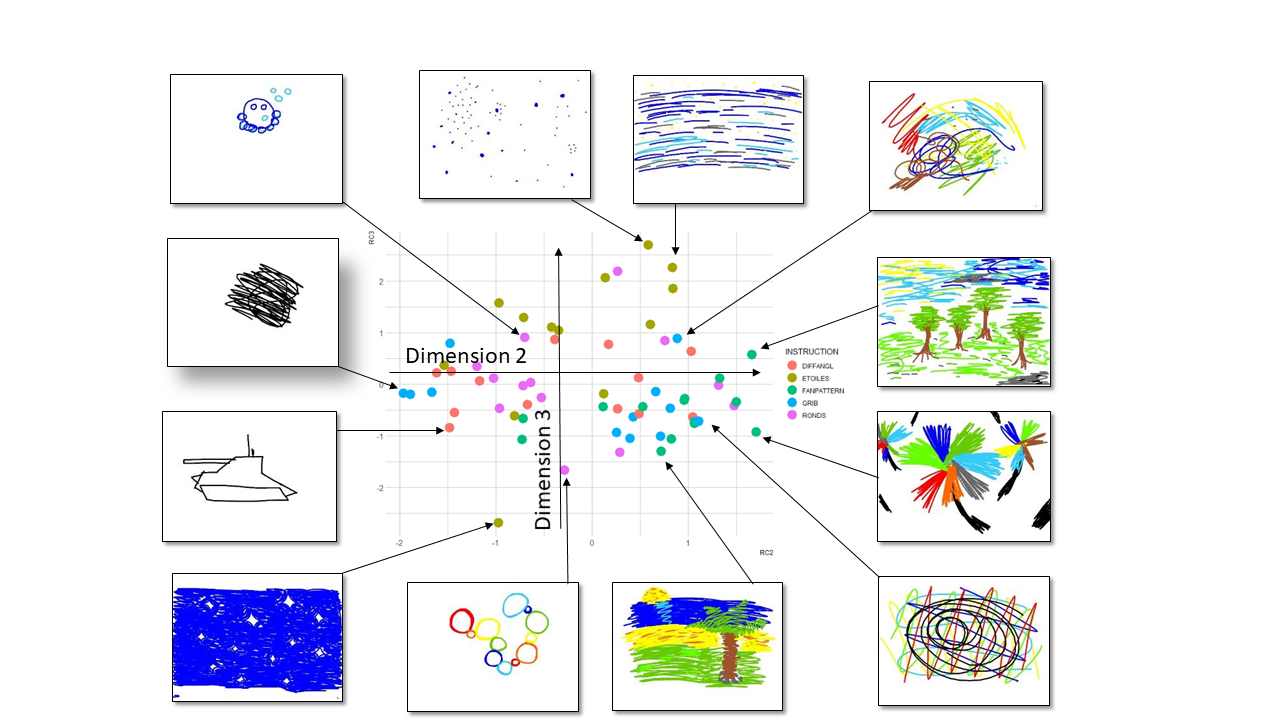 RC3
2
1
Dimension 2
0
INSTRUCTION
DIFFANGL
ETOILES
FANPATTERN
GRIB
RONDS
-1
Dimension 3
-2
-2
-1
0
1
RC2